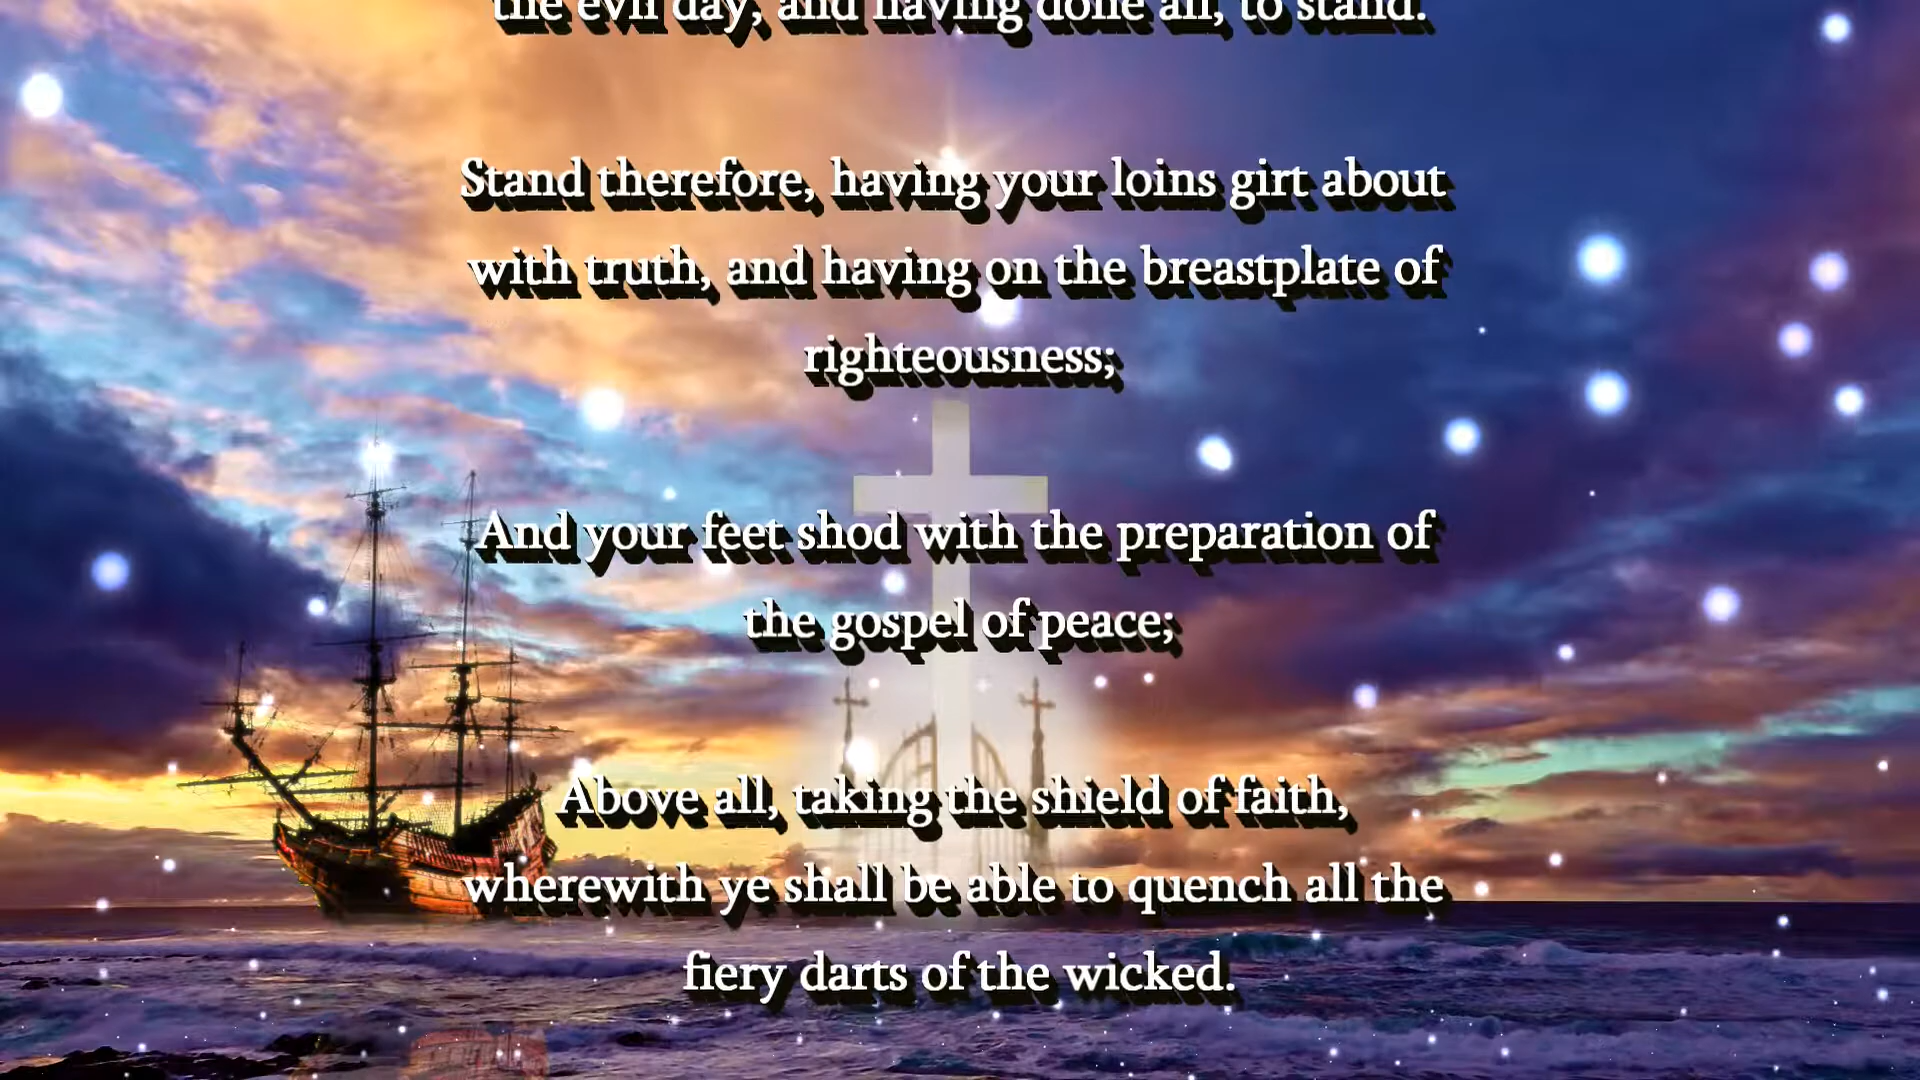 the evil day, and having done all, to stand.
Stand therefore, having your loins girt about
with truth, and having on the breastplate of
righteousness;
And your feet shod with the preparation of
the gospel of peace;
Above all, taking the shield of faith,
wherewith ye shall be able to quench all the
fiery darts of the wicked.